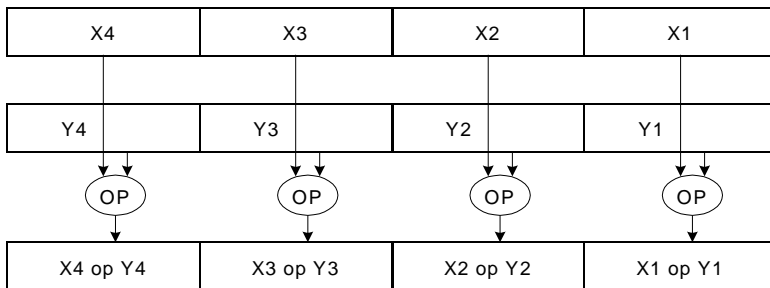 X4 X3 X2 X1
Y4 Y3 Y2 Y1
OP OP OP OP
X4 op Y4 X3 op Y3 X2 op Y2 X1 op Y1